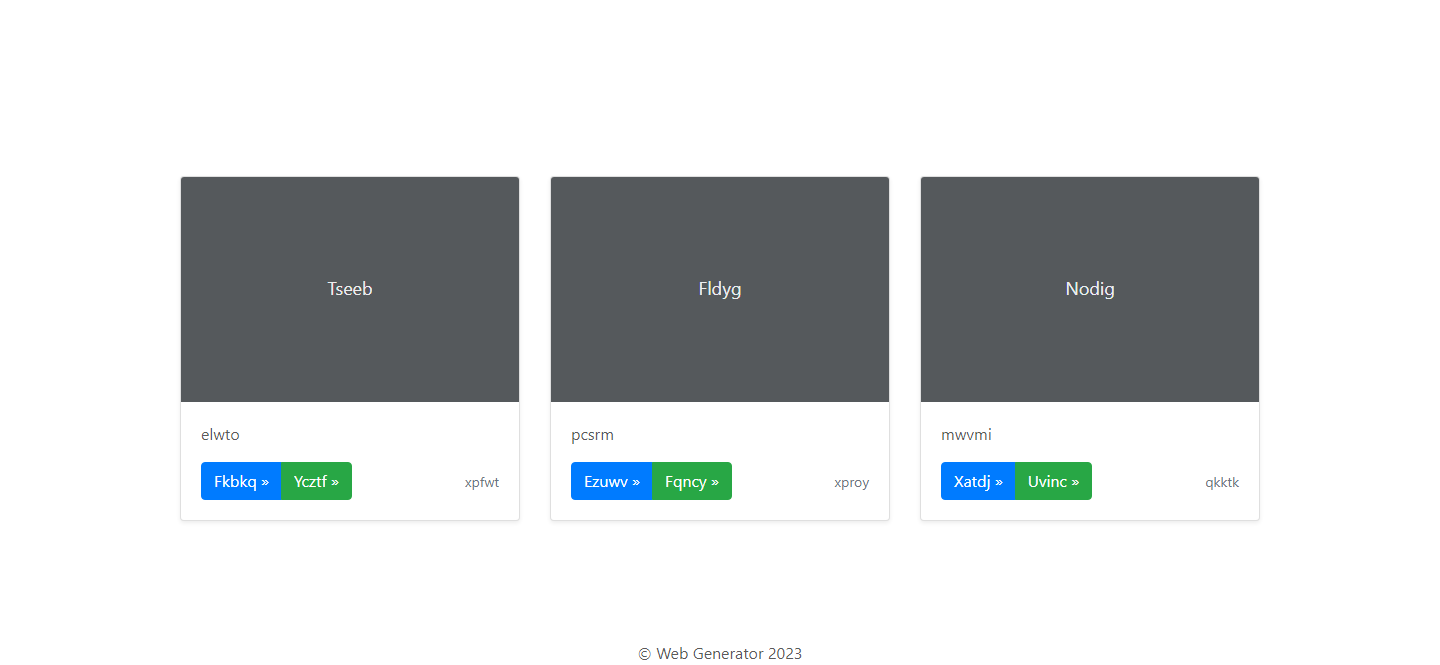 Tseeb
elwto
Fkbkq » Ycztf » xpfwt
Fldyg
pcsrm
Ezuwv » Fqncy » xproy
Nodig
mwvmi
Xatdj » Uvinc » qkktk
© Web Generator 2023